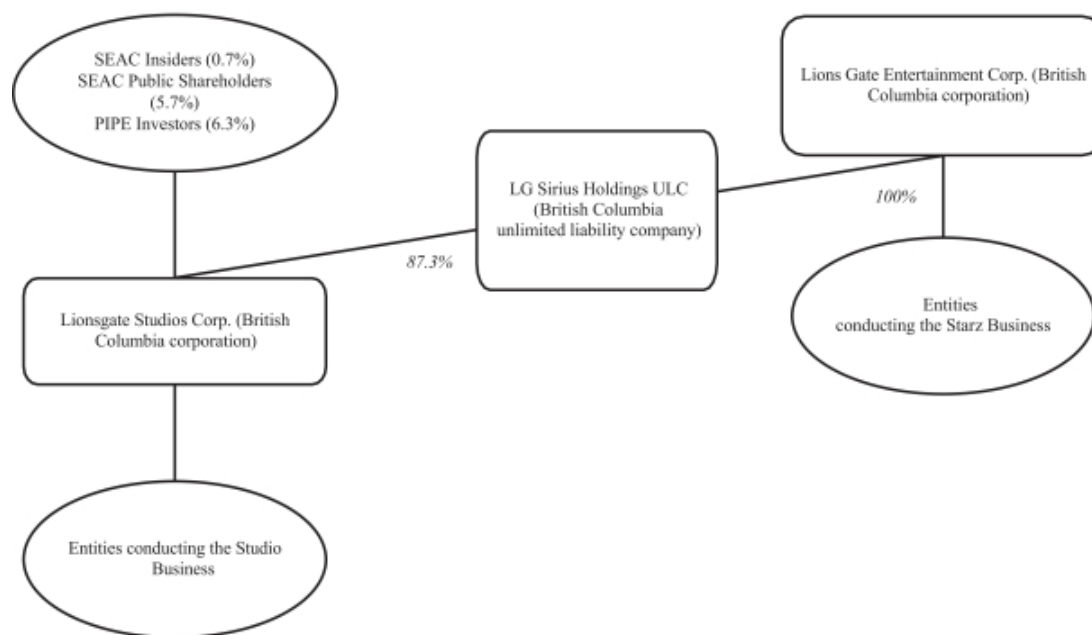 SEAC Insiders (0.7%)
SEAC Public Shareholders
(5.7%)
PIPE Investors (6.3%)
Lions Gate Entertainment Corp. (British
Columbia corporation)
LG Sirius Holdings ULC
(British Columbia
unlimited liability company)
100%
87.3%
Lionsgate Studios Corp. (British
Columbia corporation)
Entities
conducting the Starz Business
Entities conducting the Studio
Business